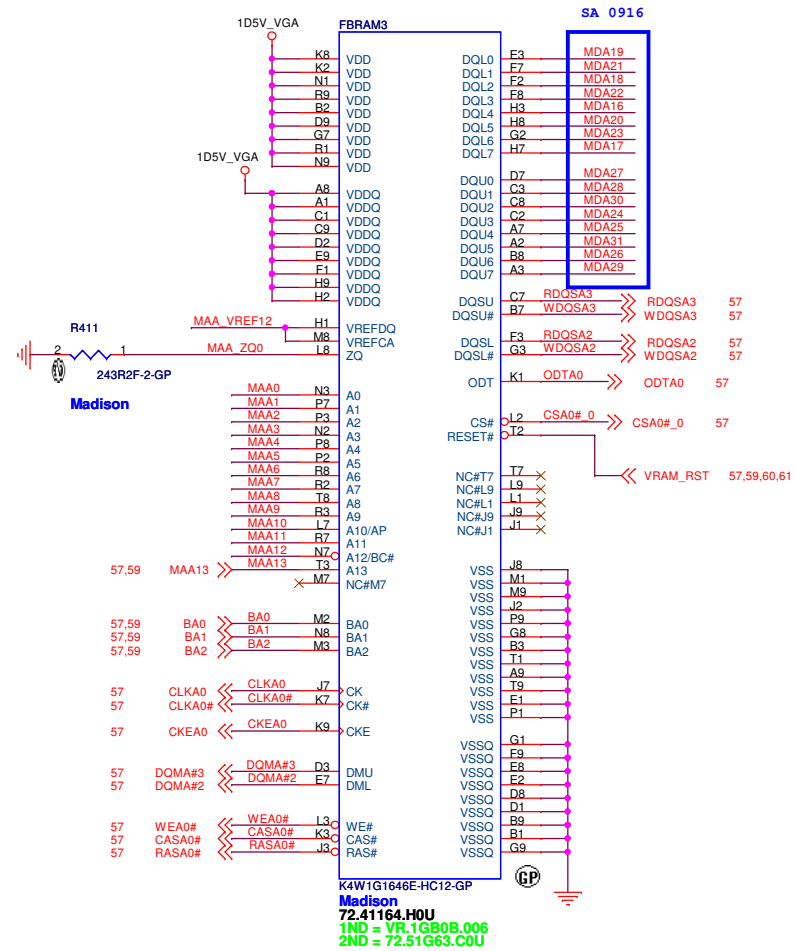 SA 0916
1D5V_VGA
FBRAM3
K8 VDD DQL0 E3 MDA19
K2 VDD DQL1 F7 MDA21
N1 VDD DQL2 F2 MDA18
R9 VDD DQL3 F8 MDA22
B2 VDD DQL4 H3 MDA16
D9 VDD DQL5 H8 MDA20
G7 VDD DQL6 G2 MDA23
R1 VDD DQL7 H7 MDA17
N9 VDD
1D5V_VGA
DQU0 D7 MDA27
A8 VDDQ DQU1 C3 MDA28
A1 VDDQ DQU2 C8 MDA30
C1 VDDQ DQU3 C2 MDA24
C9 VDDQ DQU4 A7 MDA25
D2 VDDQ DQU5 A2 MDA31
E9 VDDQ DQU6 B8 MDA26
F1 VDDQ DQU7 A3 MDA29
H9 VDDQ
H2 VDDQ DQSU C7 RDQSA3 RDQSA3 57
DQSU# B7 WDQSA3 WDQSA3 57
MAA_VREF12 H1 VREFDQ
M8 VREFCA DQSL F3 RDQSA2 RDQSA2 57
R411
2 1 MAA_ZQ0 L8 ZQ DQSL# G3 WDQSA2 WDQSA2 57
243R2F-2-GP
Madison
ODT K1 ODTA0 ODTA0 57
MAA0 N3 A0
MAA1 P7 A1
MAA2 P3 A2 CS# L2 CSA0#_0 CSA0#_0 57
MAA3 N2 A3 RESET# T2
MAA4 P8 A4
MAA5 P2 A5
MAA6 R8 A6 NC#T7 T7 VRAM_RST 57,59,60,61
MAA7 R2 A7 NC#L9 L9
MAA8 T8 A8 NC#L1 L1
MAA9 R3 A9 NC#J9 J9
MAA10 L7 A10/AP NC#J1 J1
MAA11 R7 A11
MAA12 N7 A12/BC#
57,59 MAA13 MAA13 T3 A13 VSS J8
M7 NC#M7 VSS M1
VSS M9
VSS J2
57,59 BA0 BA0 M2 BA0 VSS P9
57,59 BA1 BA1 N8 BA1 VSS G8
57,59 BA2 BA2 M3 BA2 VSS B3
VSS T1
VSS A9
57 CLKA0 CLKA0 J7 CK VSS T9
57 CLKA0# CLKA0# K7 CK# VSS E1
VSS P1
57 CKEA0 CKEA0 K9 CKE
VSSQ G1
VSSQ F9
57 DQMA#3 DQMA#3 D3 DMU VSSQ E8
57 DQMA#2 DQMA#2 E7 DML VSSQ E2
VSSQ D8
VSSQ D1
57 WEA0# WEA0# L3 WE# VSSQ B9
57 CASA0# CASA0# K3 CAS# VSSQ B1
57 RASA0# RASA0# J3 RAS# VSSQ G9
GP
K4W1G1646E-HC12-GP
Madison
72.41164.H0U
1ND = VR.1GB0B.006
2ND = 72.51G63.C0U